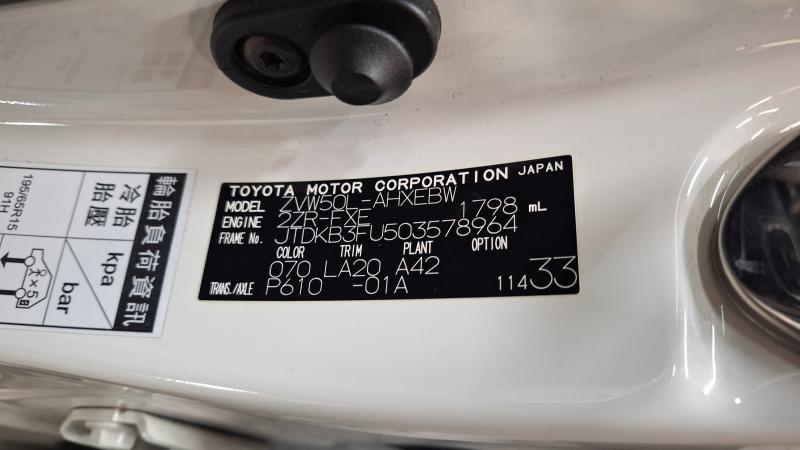 TOYOTA MOTOR CORPORATION JAPAN
MODEL ZVW50L-AHXEBW
ENGINE 2ZR-FXE 1798 mL
FRAME No. JTDKB3FU503578964
COLOR TRIM PLANT OPTION
070 LA20 A42
TRANS./AXLE P610 -01A 11433
輪胎負荷資訊
冷胎胎壓
kpa
bar
195/65R15
91H
×5